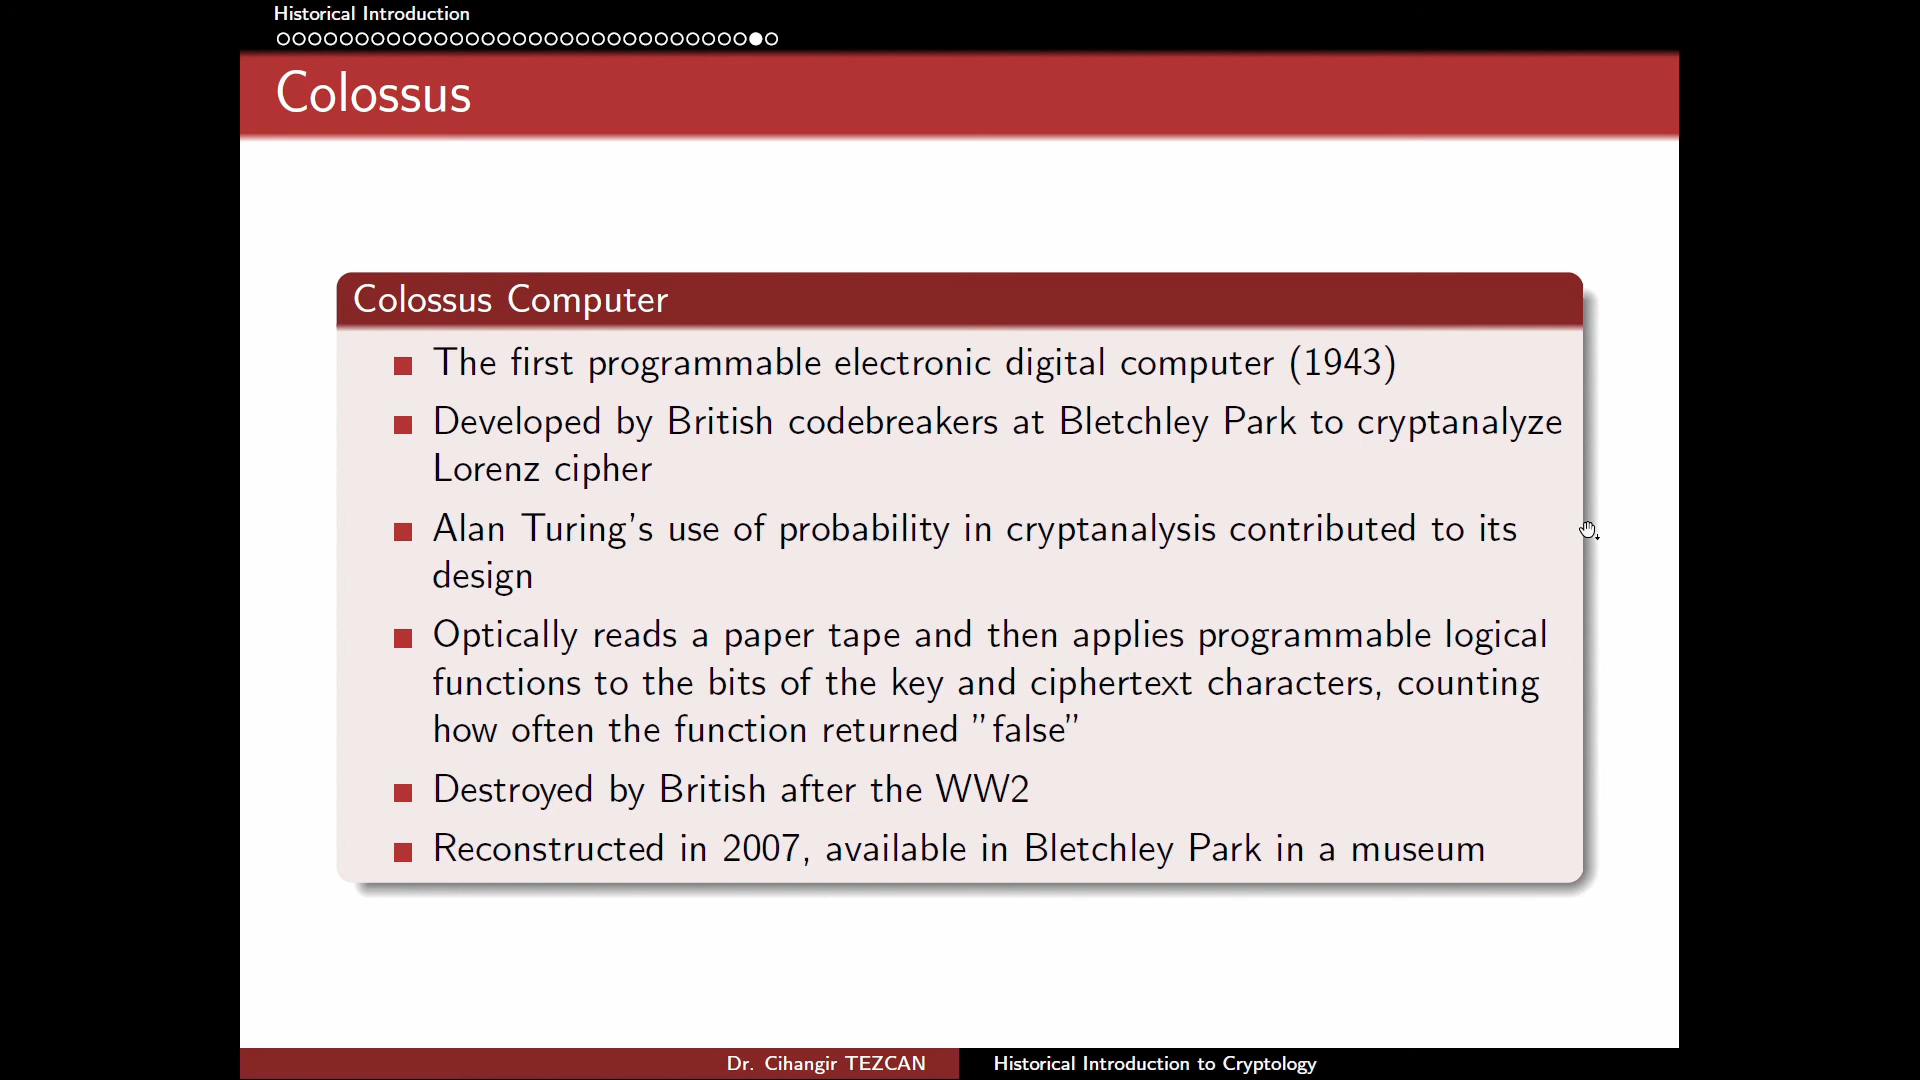 Historical Introduction
Colossus
Colossus Computer
The first programmable electronic digital computer (1943)
Developed by British codebreakers at Bletchley Park to cryptanalyze
Lorenz cipher
Alan Turing's use of probability in cryptanalysis contributed to its
design
Optically reads a paper tape and then applies programmable logical
functions to the bits of the key and ciphertext characters, counting
how often the function returned ”false”
Destroyed by British after the WW2
Reconstructed in 2007, available in Bletchley Park in a museum
Dr. Cihangir TEZCAN
Historical Introduction to Cryptology